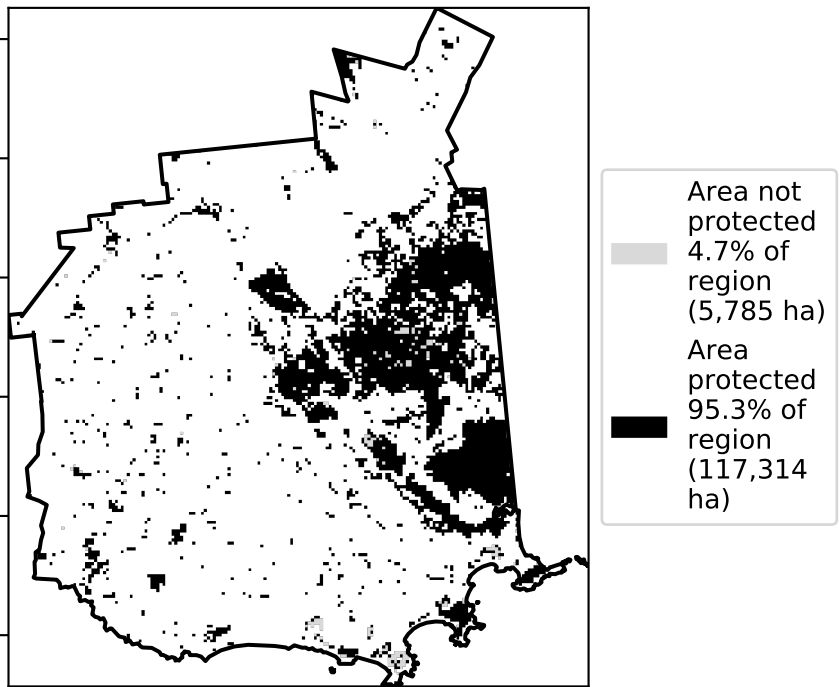 Area not
protected
4.7% of
region
(5,785 ha)
Area
protected
95.3% of
region
(117,314
ha)